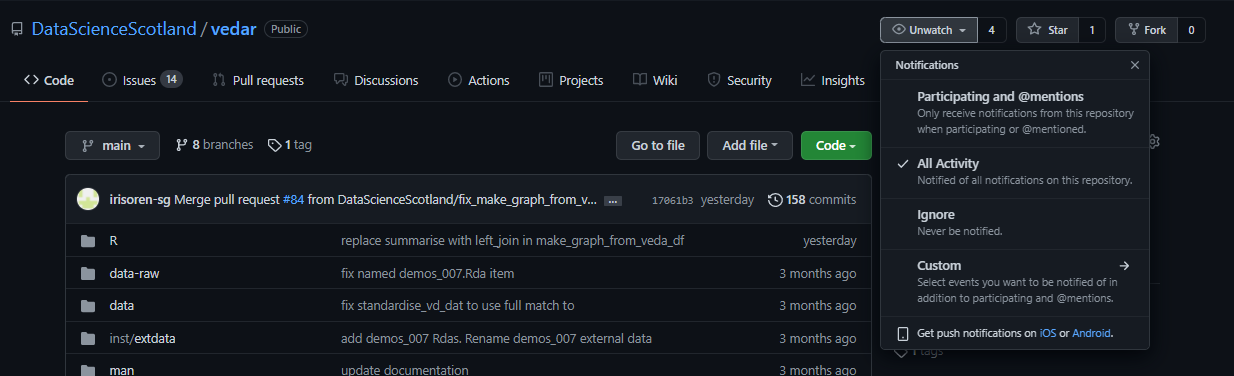 DataScienceScotland / vedar Public
Unwatch 4 Star 1 Fork 0
Code Issues 14 Pull requests Discussions Actions Projects Wiki Security Insights
Notifications
Participating and @mentions
Only receive notifications from this repository
when participating or @mentioned.
All Activity
Notified of all notifications on this repository.
Ignore
Never be notified.
Custom
Select events you want to be notified of in
addition to participating and @mentions.
Get push notifications on iOS or Android.
main 8 branches 1 tag Go to file Add file Code
irisoren-sg Merge pull request #84 from DataScienceScotland/fix_make_graph_from_v... ... 17061b3 yesterday 158 commits
R replace summarise with left_join in make_graph_from_veda_df yesterday
data-raw fix named demos_007.Rda item 3 months ago
data fix standardise_vd_dat to use full match to 3 months ago
inst/extdata add demos_007 Rdas. Rename demos_007 external data 3 months ago
man update documentation 3 months ago
1 tags